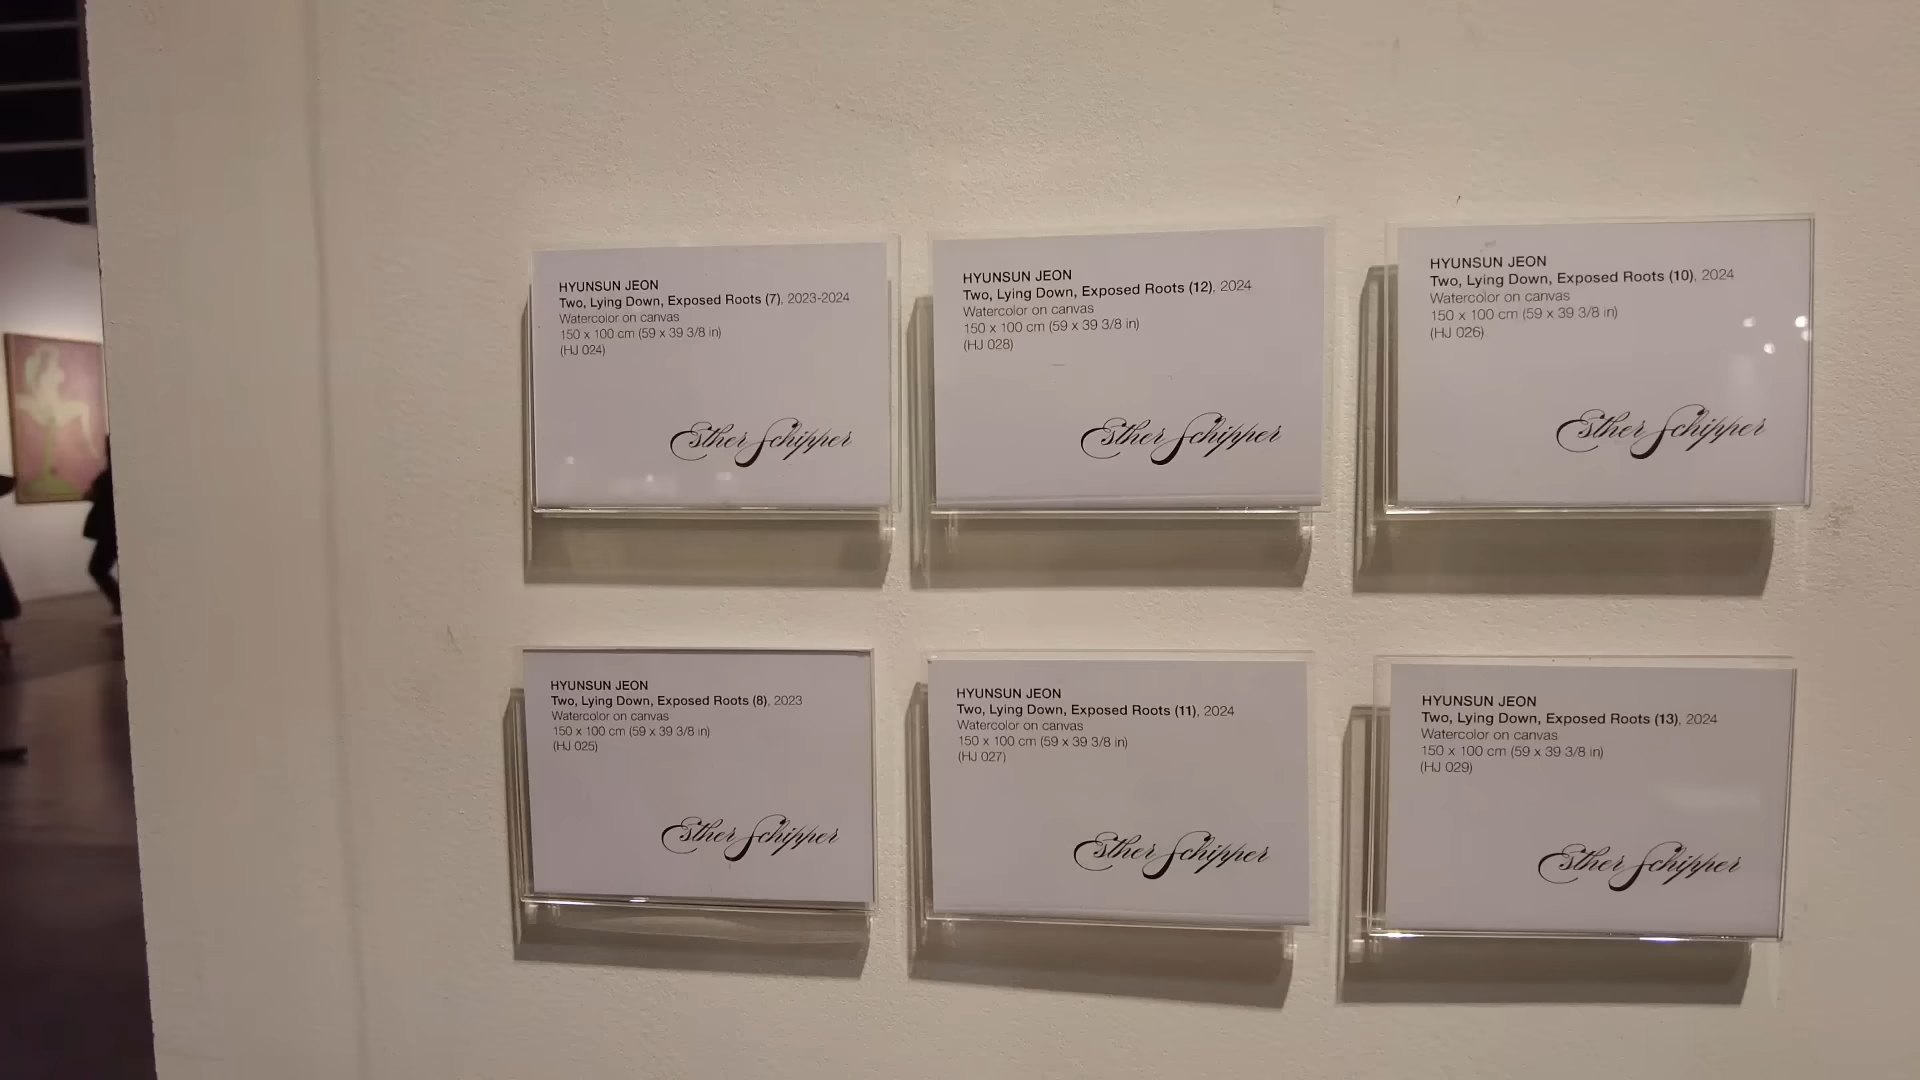 HYUNSUN JEON
Two, Lying Down, Exposed Roots (7), 2023-2024
Watercolor on canvas
150 x 100 cm (59 x 39 3/8 in)
(HJ 024)
Esther Schipper
HYUNSUN JEON
Two, Lying Down, Exposed Roots (12), 2024
Watercolor on canvas
150 x 100 cm (59 x 39 3/8 in)
(HJ 028)
Esther Schipper
HYUNSUN JEON
Two, Lying Down, Exposed Roots (10), 2024
Watercolor on canvas
150 x 100 cm (59 x 39 3/8 in)
(HJ 026)
Esther Schipper
HYUNSUN JEON
Two, Lying Down, Exposed Roots (8), 2023
Watercolor on canvas
150 x 100 cm (59 x 39 3/8 in)
(HJ 025)
Esther Schipper
HYUNSUN JEON
Two, Lying Down, Exposed Roots (11), 2024
Watercolor on canvas
150 x 100 cm (59 x 39 3/8 in)
(HJ 027)
Esther Schipper
HYUNSUN JEON
Two, Lying Down, Exposed Roots (13), 2024
Watercolor on canvas
150 x 100 cm (59 x 39 3/8 in)
(HJ 029)
Esther Schipper